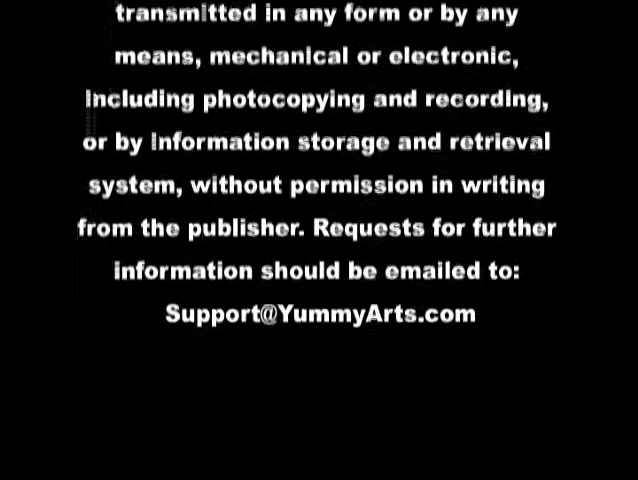 transmitted in any form or by any
means, mechanical or electronic,
including photocopying and recording,
or by information storage and retrieval
system, without permission in writing
from the publisher. Requests for further
information should be emailed to:
Support@YummyArts.com